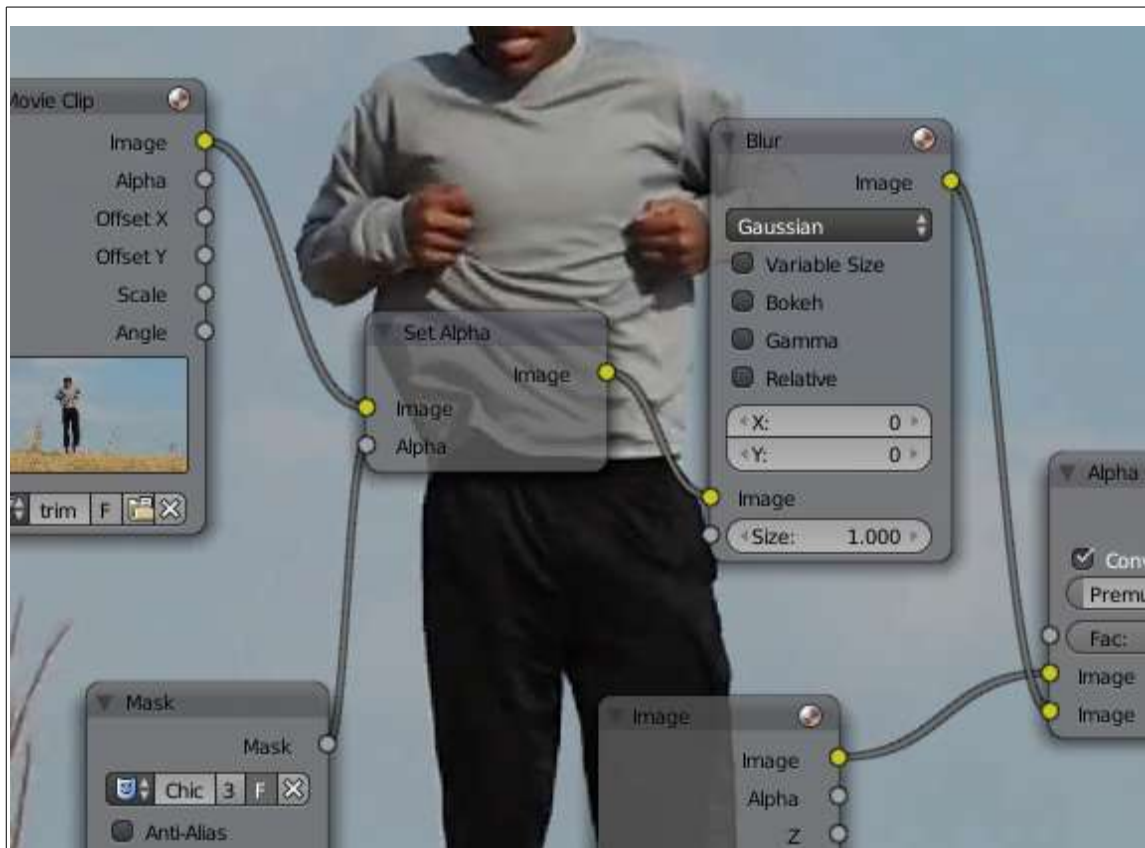 Movie Clip
Image
Alpha
Offset X
Offset Y
Scale
Angle
trim F
Set Alpha
Image
Image
Alpha
Blur
Image
Gaussian
Variable Size
Bokeh
Gamma
Relative
X: 0
Y: 0
Image
Size: 1.000
Alpha
Conv
Premu
Fac:
Image
Image
Mask
Mask
Chic 3 F
Anti-Alias
Image
Image
Alpha
Z